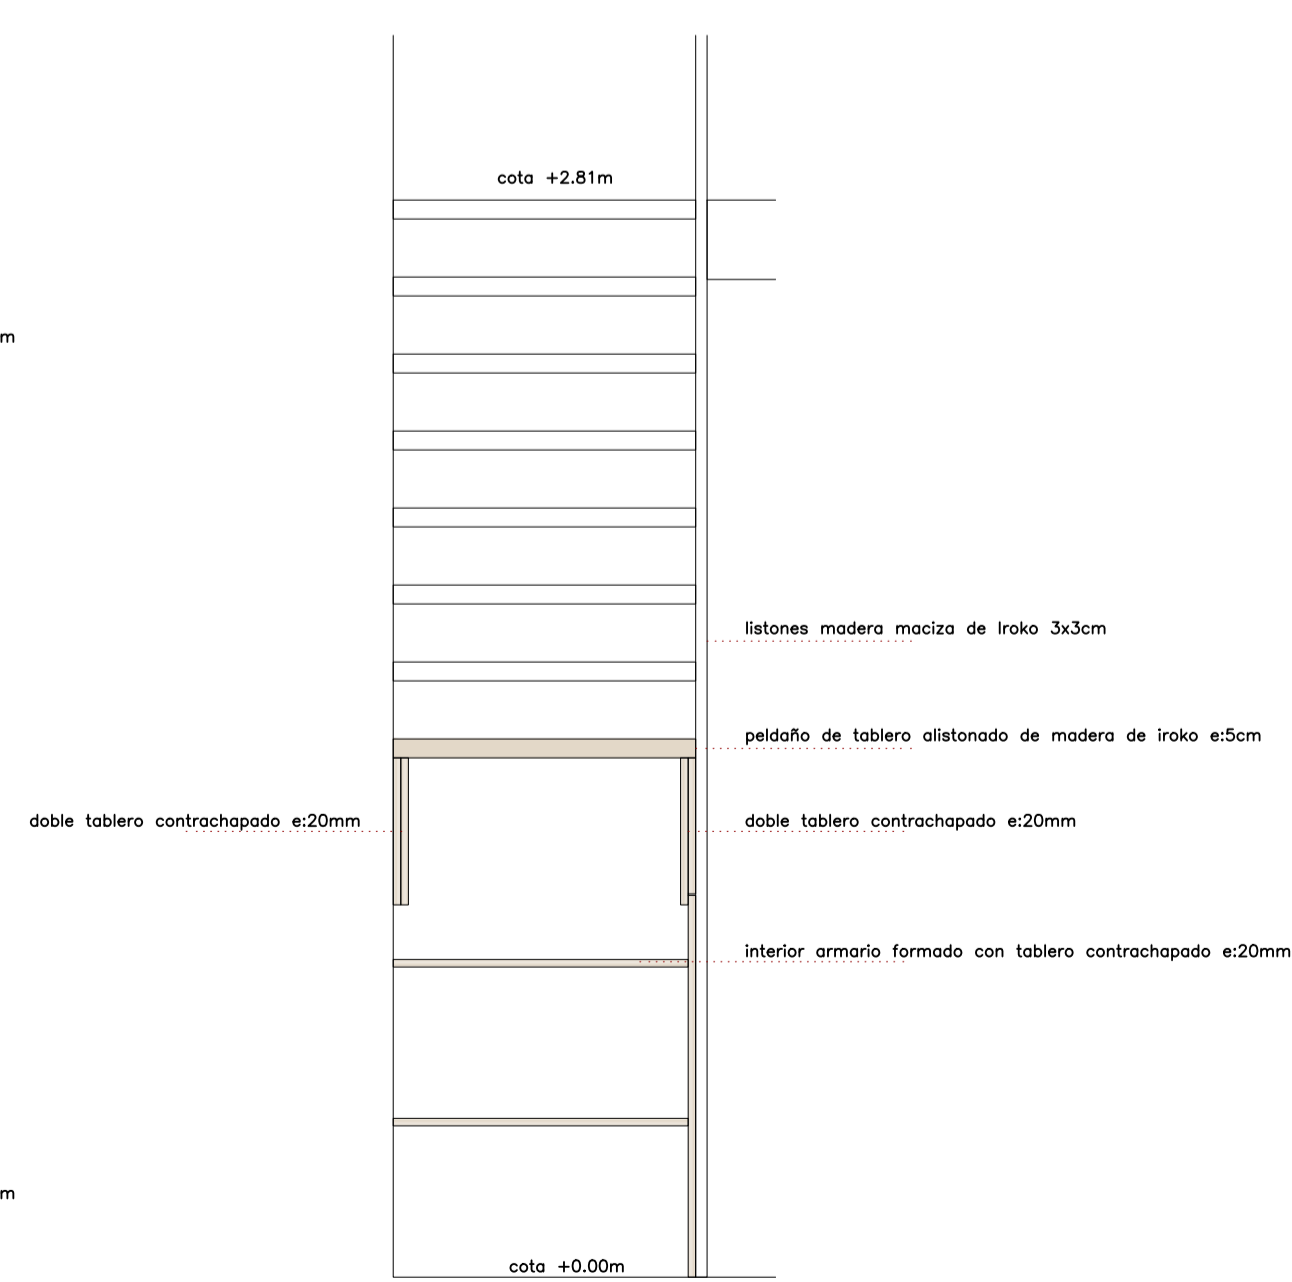 cota +2.81m
m
listones madera maciza de Iroko 3x3cm
peldaño de tablero alistonado de madera de iroko e:5cm
doble tablero contrachapado e:20mm
doble tablero contrachapado e:20mm
interior armario formado con tablero contrachapado e:20mm
m
cota +0.00m